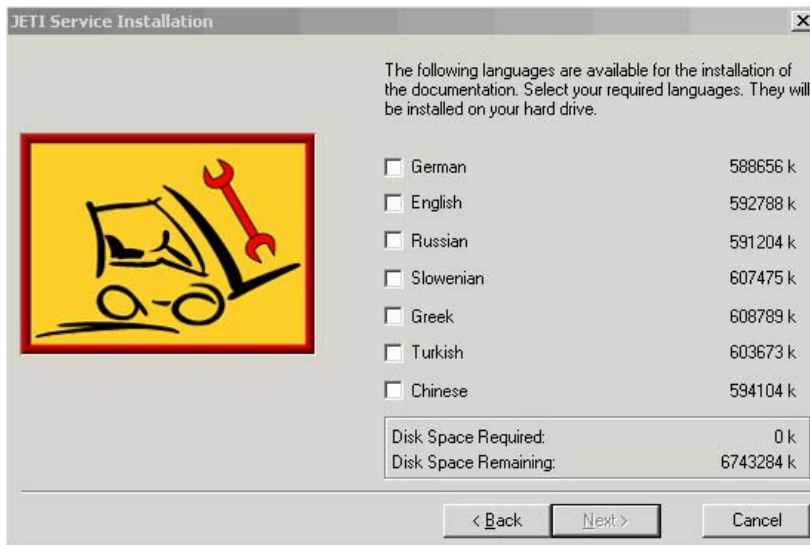 JETI Service Installation
The following languages are available for the installation of
the documentation. Select your required languages. They will
be installed on your hard drive.
German 588656 k
English 592788 k
Russian 591204 k
Slowenian 607475 k
Greek 608789 k
Turkish 603673 k
Chinese 594104 k
Disk Space Required: 0 k
Disk Space Remaining: 6743284 k
< Back Next > Cancel